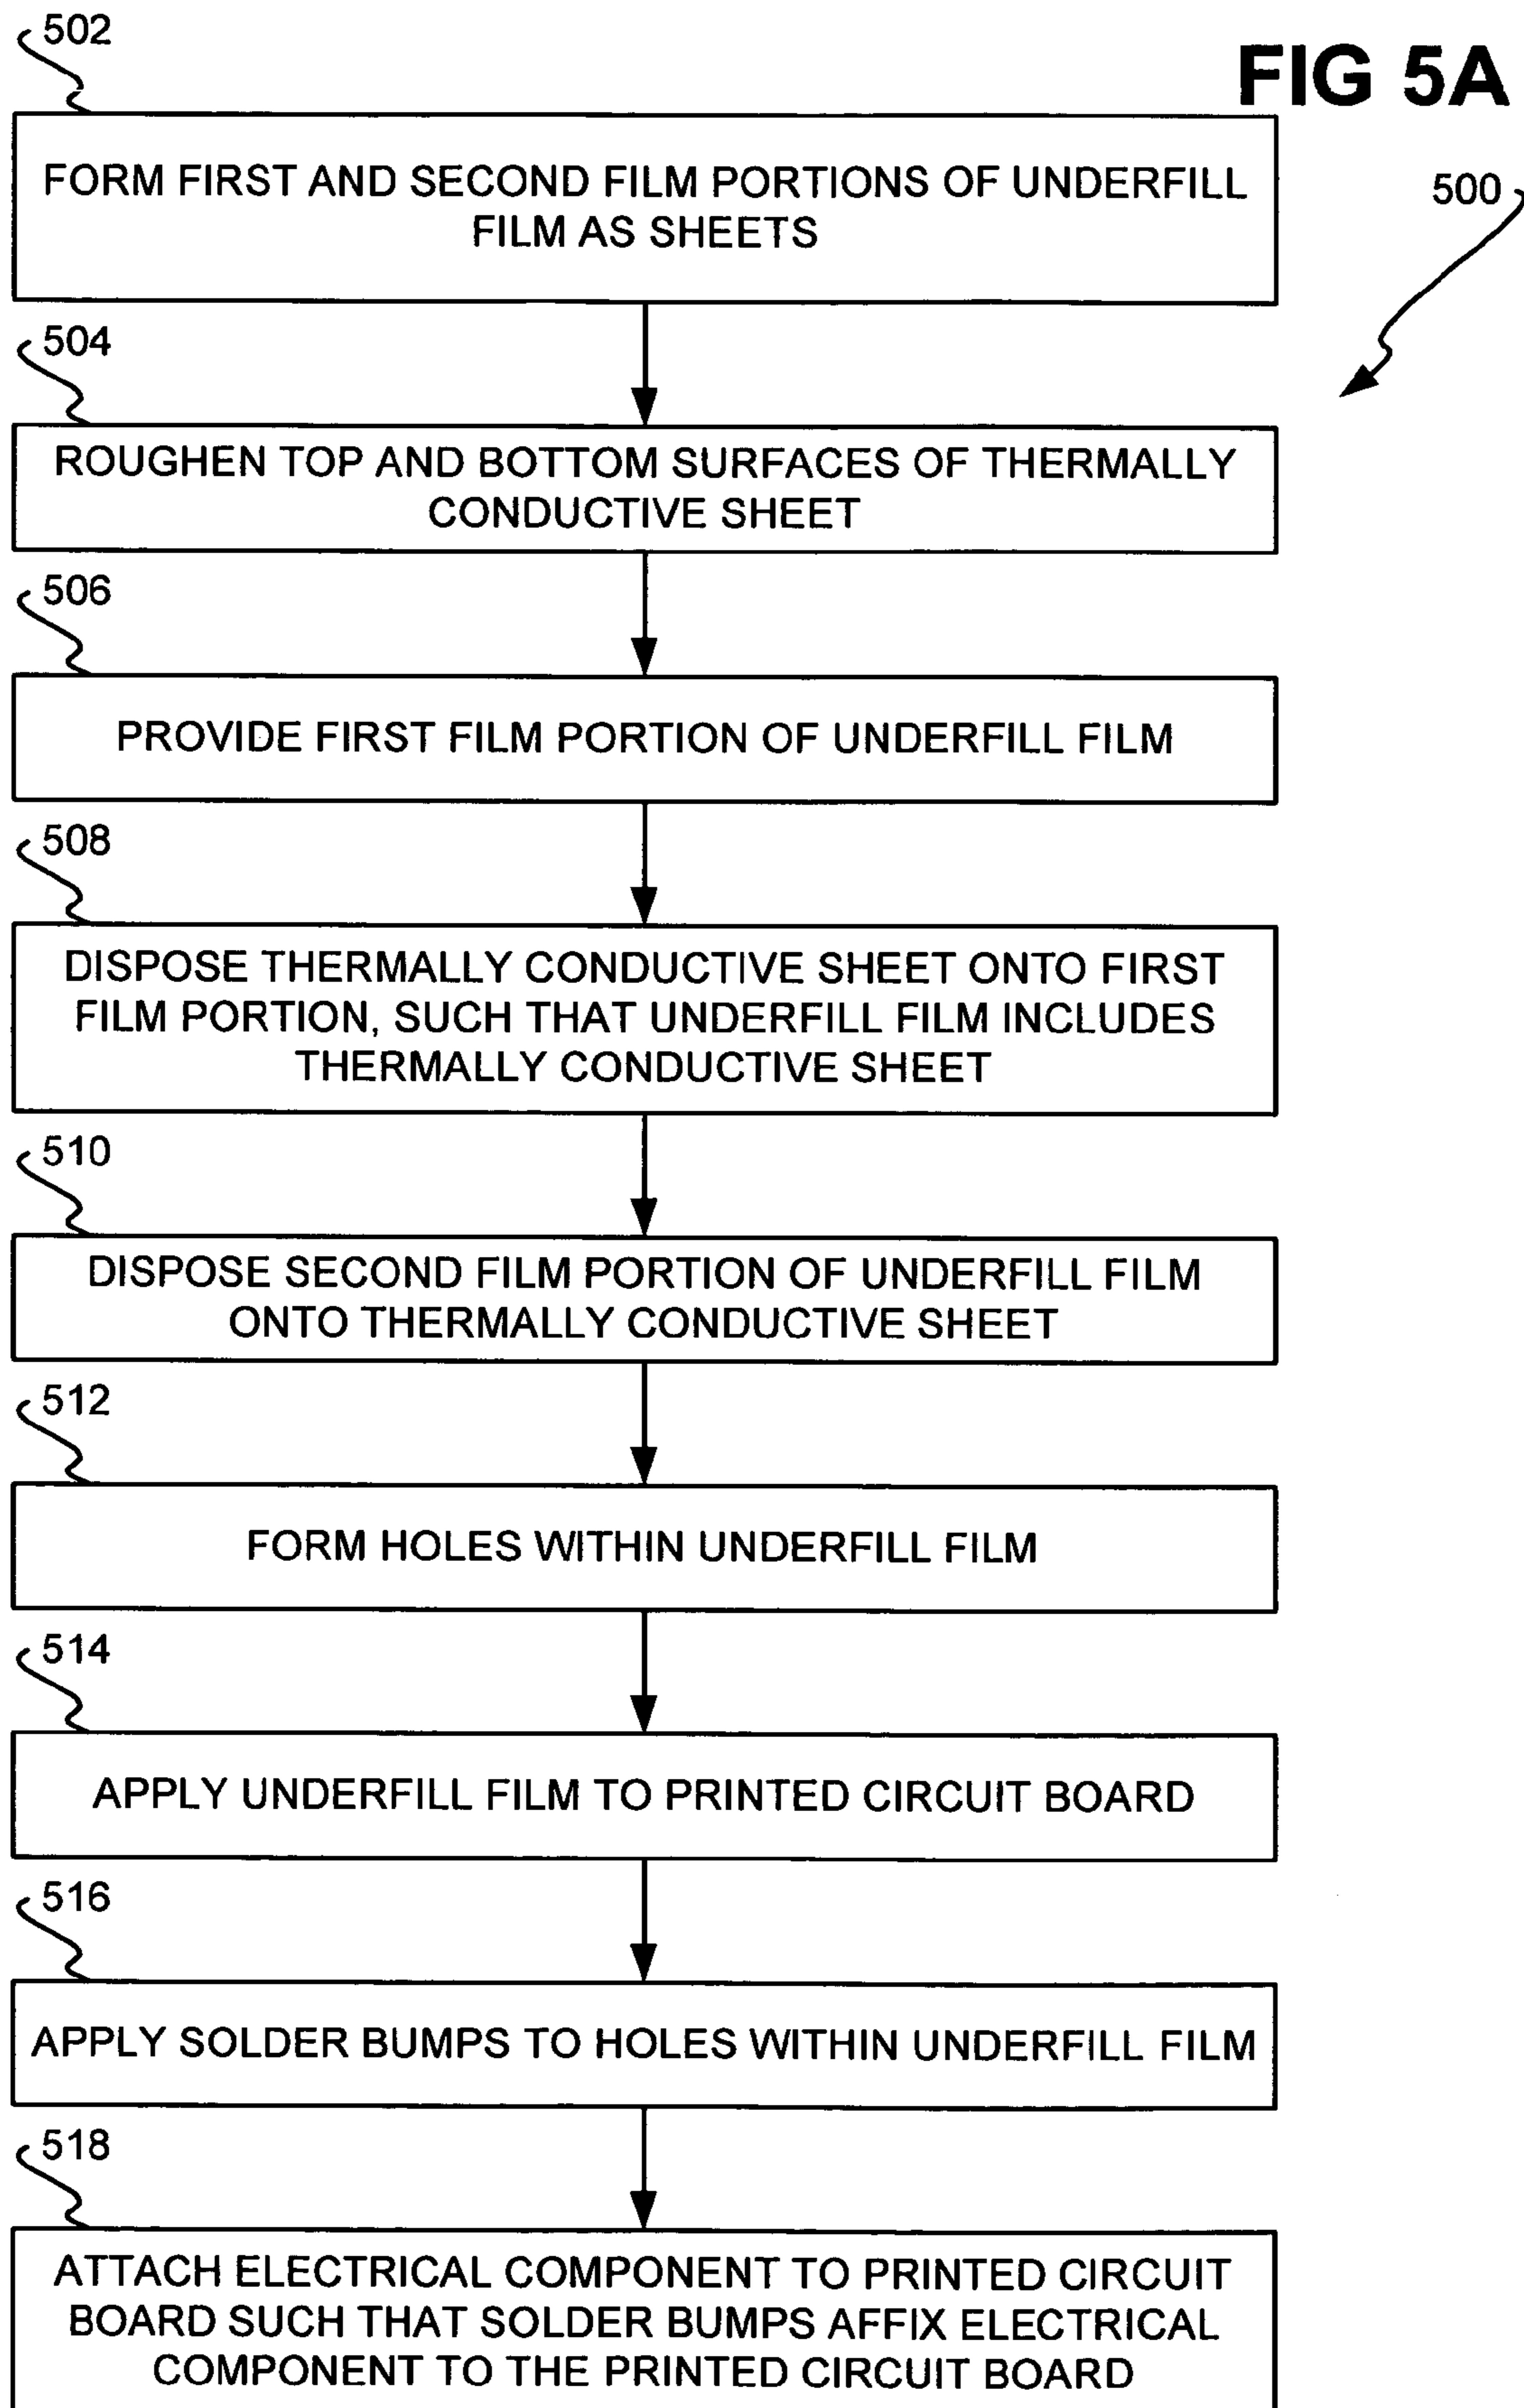 502
FIG 5A
FORM FIRST AND SECOND FILM PORTIONS OF UNDERFILL
FILM AS SHEETS
500
504
ROUGHEN TOP AND BOTTOM SURFACES OF THERMALLY
CONDUCTIVE SHEET
506
PROVIDE FIRST FILM PORTION OF UNDERFILL FILM
508
DISPOSE THERMALLY CONDUCTIVE SHEET ONTO FIRST
FILM PORTION, SUCH THAT UNDERFILL FILM INCLUDES
THERMALLY CONDUCTIVE SHEET
510
DISPOSE SECOND FILM PORTION OF UNDERFILL FILM
ONTO THERMALLY CONDUCTIVE SHEET
512
FORM HOLES WITHIN UNDERFILL FILM
514
APPLY UNDERFILL FILM TO PRINTED CIRCUIT BOARD
516
APPLY SOLDER BUMPS TO HOLES WITHIN UNDERFILL FILM
518
ATTACH ELECTRICAL COMPONENT TO PRINTED CIRCUIT
BOARD SUCH THAT SOLDER BUMPS AFFIX ELECTRICAL
COMPONENT TO THE PRINTED CIRCUIT BOARD